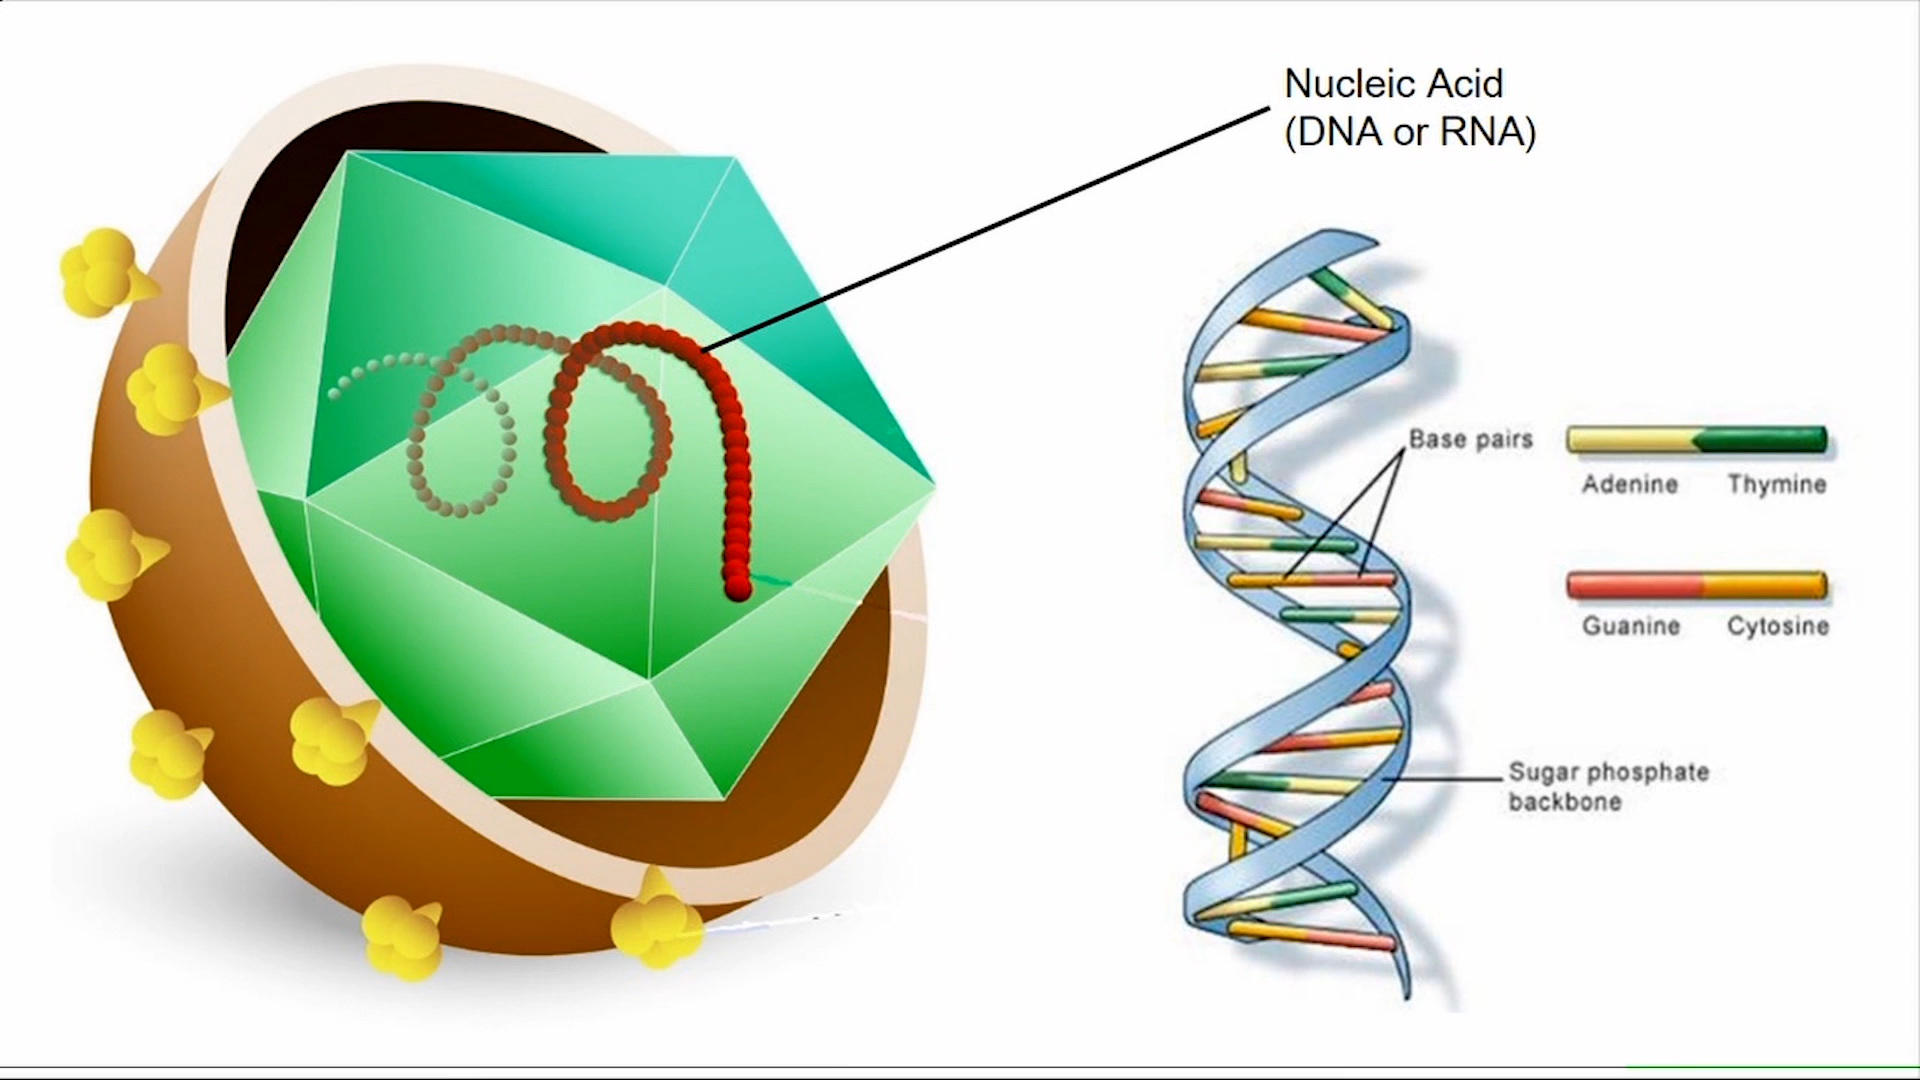 Nucleic Acid
(DNA or RNA)
Base pairs
Adenine Thymine
Guanine Cytosine
Sugar phosphate
backbone